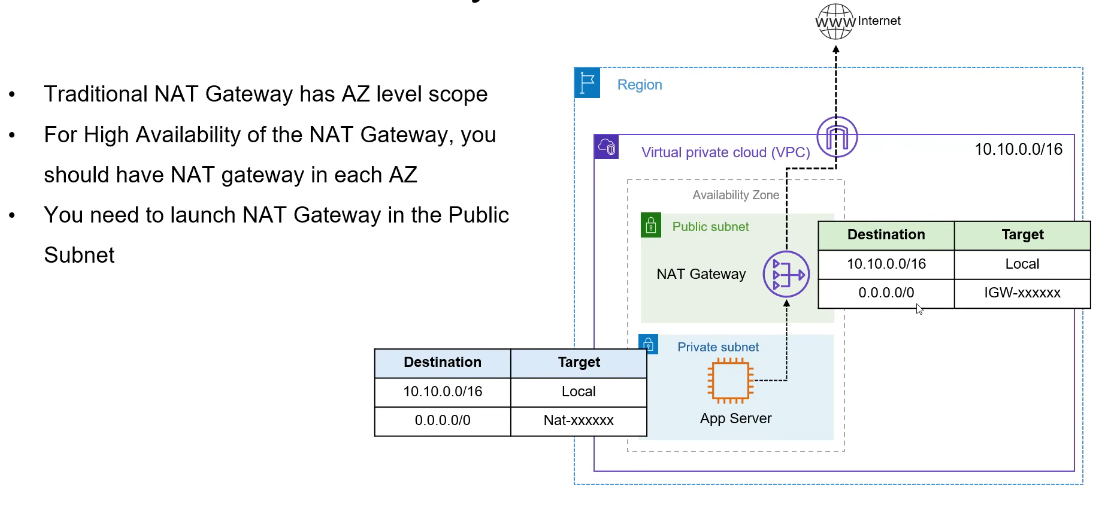 • Traditional NAT Gateway has AZ level scope
• For High Availability of the NAT Gateway, you
should have NAT gateway in each AZ
• You need to launch NAT Gateway in the Public
Subnet
WWW Internet
Region
Virtual private cloud (VPC)
10.10.0.0/16
Availability Zone
Public subnet
NAT Gateway
Destination Target
10.10.0.0/16 Local
0.0.0.0/0 IGW-xxxxxx
Private subnet
App Server
Destination Target
10.10.0.0/16 Local
0.0.0.0/0 Nat-xxxxxx